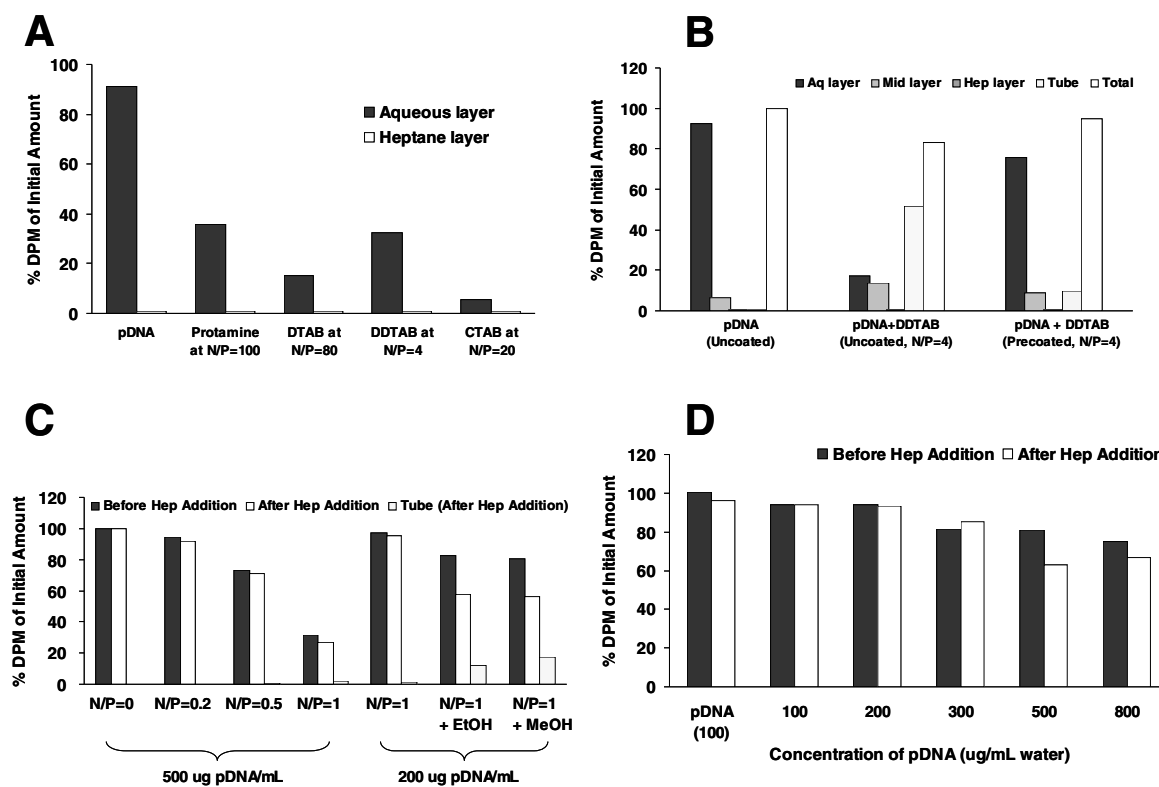 A
% DPM of Initial Amount
100
80
60
40
20
0
Aqueous layer
Heptane layer
pDNA
Protamine
at N/P=100
DTAB at
N/P=80
DDTAB at
N/P=4
CTAB at
N/P=20
B
% DPM of Initial Amount
120
100
80
60
40
20
0
Aq layer Mid layer Hep layer Tube Total
pDNA
(Uncoated)
pDNA+DDTAB
(Uncoated, N/P=4)
pDNA + DDTAB
(Precoated, N/P=4)
C
% DPM of Initial Amount
120
100
80
60
40
20
0
Before Hep Addition After Hep Addition Tube (After Hep Addition)
N/P=0
N/P=0.2
N/P=0.5
N/P=1
N/P=1
N/P=1
+ EtOH
N/P=1
+ MeOH
500 ug pDNA/mL
200 ug pDNA/mL
D
% DPM of Initial Amount
120
100
80
60
40
20
0
Before Hep Addition After Hep Addition
pDNA
(100)
100
200
300
500
800
Concentration of pDNA (ug/mL water)